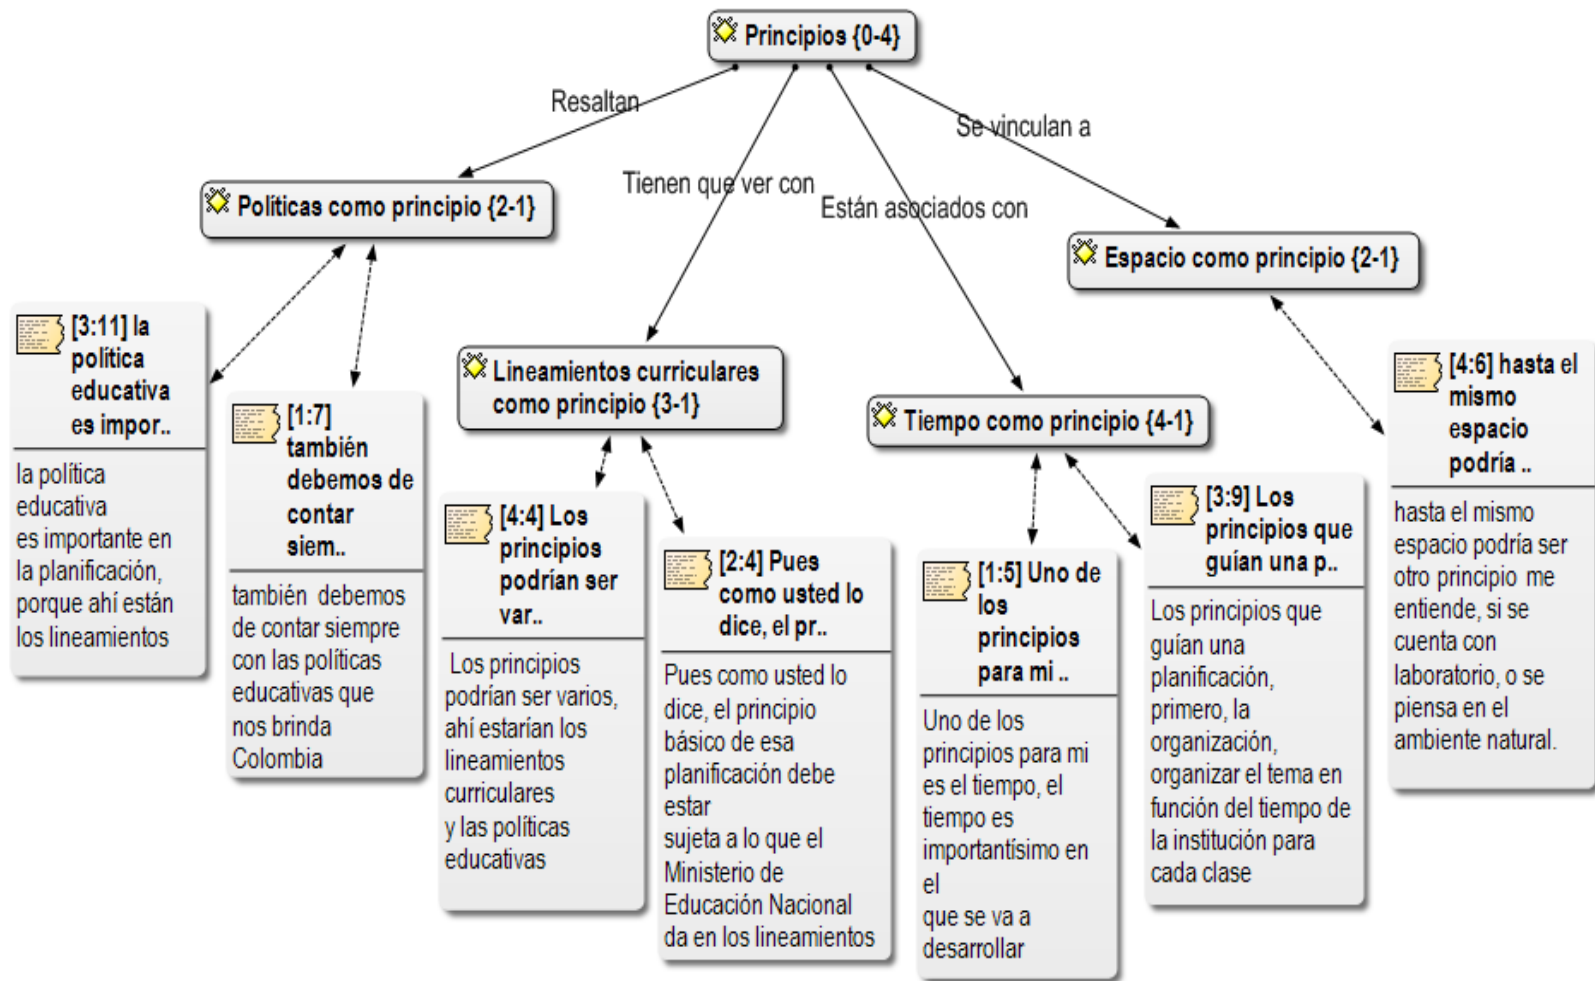 Principios {0-4}
Resaltan
Se vinculan a
Tienen que ver con
Están asociados con
Políticas como principio {2-1}
Espacio como principio {2-1}
Lineamientos curriculares
como principio {3-1}
Tiempo como principio {4-1}
[3:11] la
política
educativa
es impor..
la política
educativa
es importante en
la planificación,
porque ahí están
los lineamientos
[1:7]
también
debemos de
contar
siem..
también debemos
de contar siempre
con las políticas
educativas que
nos brinda
Colombia
[4:4] Los
principios
podrían ser
var..
Los principios
podrían ser varios,
ahí estarían los
lineamientos
curriculares
y las políticas
educativas
[2:4] Pues
como usted lo
dice, el pr..
Pues como usted lo
dice, el principio
básico de esa
planificación debe
estar
sujeta a lo que el
Ministerio de
Educación Nacional
da en los lineamientos
[1:5] Uno de
los
principios
para mi ..
Uno de los
principios para mi
es el tiempo, el
tiempo es
importantísimo en
el
que se va a
desarrollar
[3:9] Los
principios que
guían una p..
Los principios que
guían una
planificación,
primero, la
organización,
organizar el tema en
función del tiempo de
la institución para
cada clase
[4:6] hasta el
mismo
espacio
podría ..
hasta el mismo
espacio podría ser
otro principio me
entiende, si se
cuenta con
laboratorio, o se
piensa en el
ambiente natural.